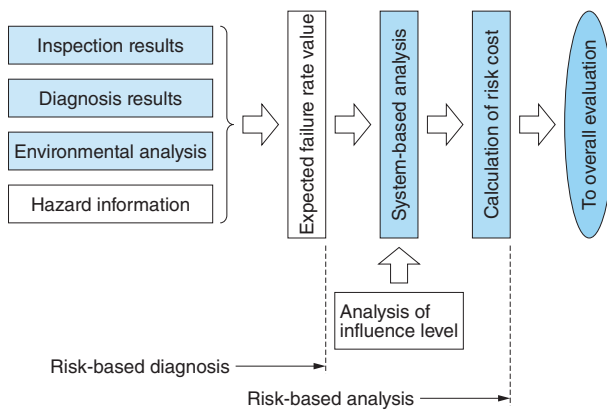 Inspection results
Diagnosis results
Environmental analysis
Hazard information
Expected failure rate value
System-based analysis
Calculation of risk cost
To overall evaluation
Analysis of
influence level
Risk-based diagnosis
Risk-based analysis